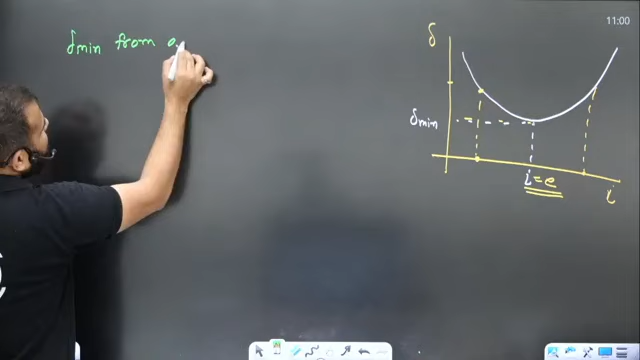 11:00
δmin from
δ
δmin
i = e
i